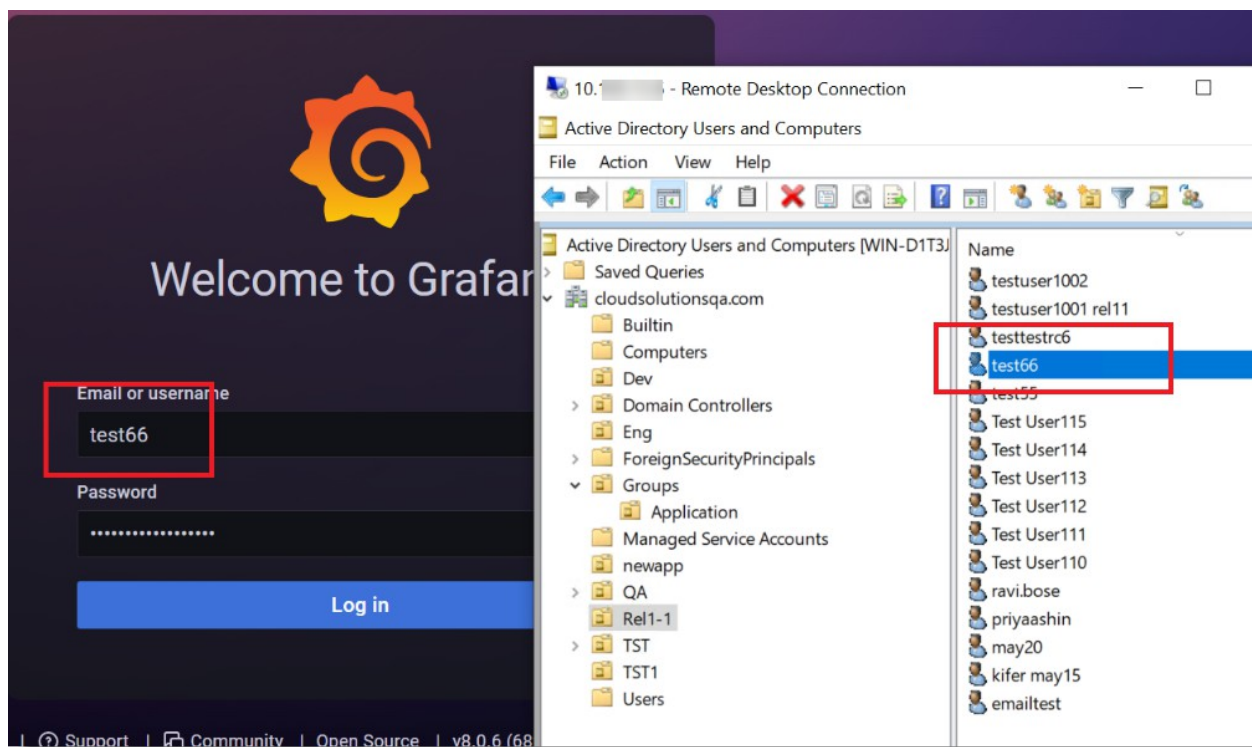 Welcome to Grafan
Email or username
test66
Password
••••••••••••••••••
Log in
| Support | Community | Open Source | v8.0.6 (68
10.1 - Remote Desktop Connection
Active Directory Users and Computers
File Action View Help
Active Directory Users and Computers [WIN-D1T3J
Saved Queries
cloudsolutionsqa.com
Builtin
Computers
Dev
Domain Controllers
Eng
ForeignSecurityPrincipals
Groups
Application
Managed Service Accounts
newapp
QA
Rel1-1
TST
TST1
Users
Name
testuser1002
testuser1001 rel11
testtestrc6
test66
test55
Test User115
Test User114
Test User113
Test User112
Test User111
Test User110
ravi.bose
priyaashin
may20
kifer may15
emailtest